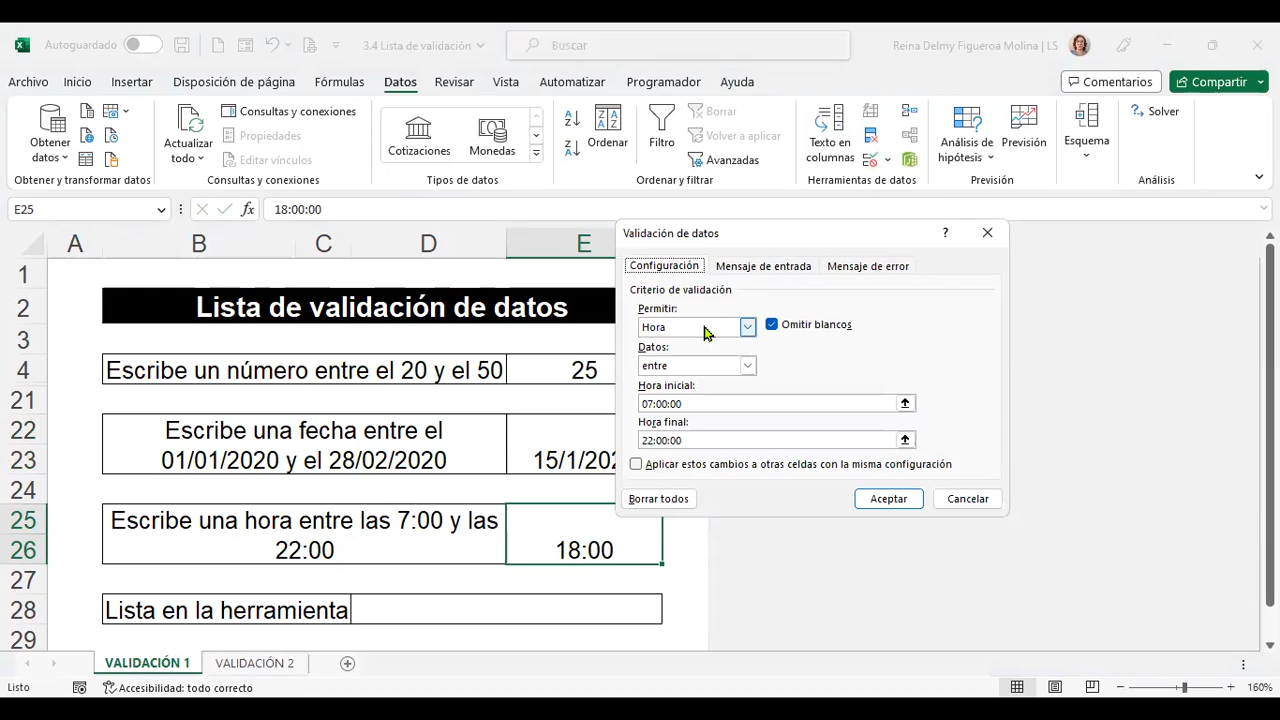 Autoguardado
3.4 Lista de validación
Buscar
Reina Delmy Figueroa Molina | LS
Archivo Inicio Insertar Disposición de página Fórmulas Datos Revisar Vista Automatizar Programador Ayuda
Comentarios
Compartir
Obtener
datos
Obtener y transformar datos
Actualizar
todo
Consultas y conexiones
Propiedades
Editar vínculos
Consultas y conexiones
Cotizaciones
Monedas
Tipos de datos
Ordenar
Filtro
Borrar
Volver a aplicar
Avanzadas
Ordenar y filtrar
Texto en
columnas
Herramientas de datos
Análisis de
hipótesis
Previsión
Previsión
Esquema
Solver
Análisis
E25
fx
18:00:00
A B C D E
1
2 Lista de validación de datos
3
4 Escribe un número entre el 20 y el 50 25
21
22 Escribe una fecha entre el
23 01/01/2020 y el 28/02/2020 15/1/202
24
25 Escribe una hora entre las 7:00 y las
26 22:00 18:00
27
28 Lista en la herramienta
29
Validación de datos
?
Configuración Mensaje de entrada Mensaje de error
Criterio de validación
Permitir:
Hora
Omitir blancos
Datos:
entre
Hora inicial:
07:00:00
Hora final:
22:00:00
Aplicar estos cambios a otras celdas con la misma configuración
Borrar todos
Aceptar
Cancelar
VALIDACIÓN 1
VALIDACIÓN 2
Listo
Accesibilidad: todo correcto
160%